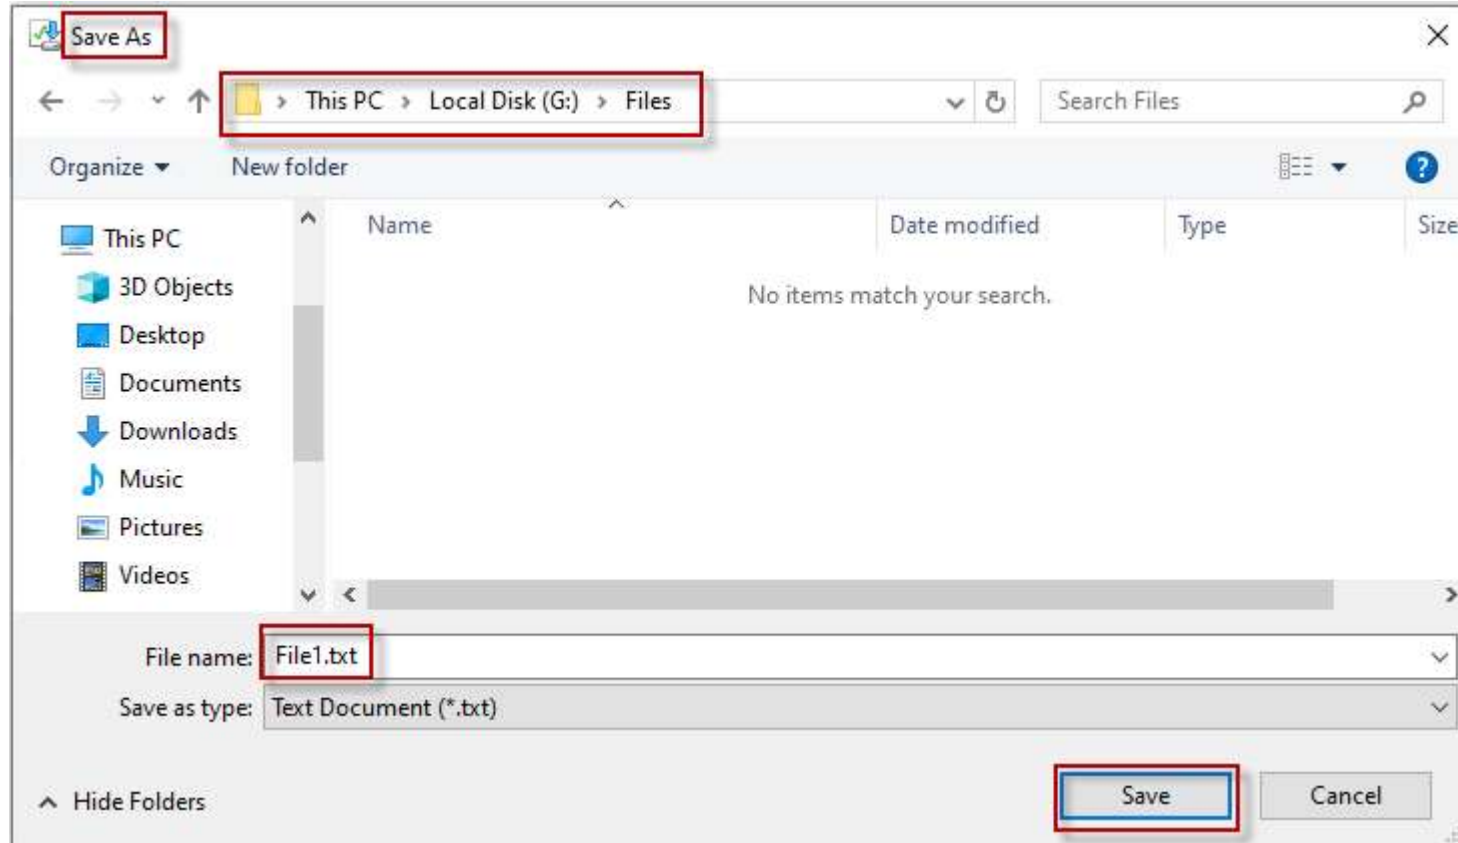 Save As
This PC > Local Disk (G:) > Files
Search Files
Organize
New folder
Name
Date modified
Type
Size
This PC
3D Objects
Desktop
Documents
Downloads
Music
Pictures
Videos
No items match your search.
File name: File1.txt
Save as type: Text Document (*.txt)
Hide Folders
Save
Cancel